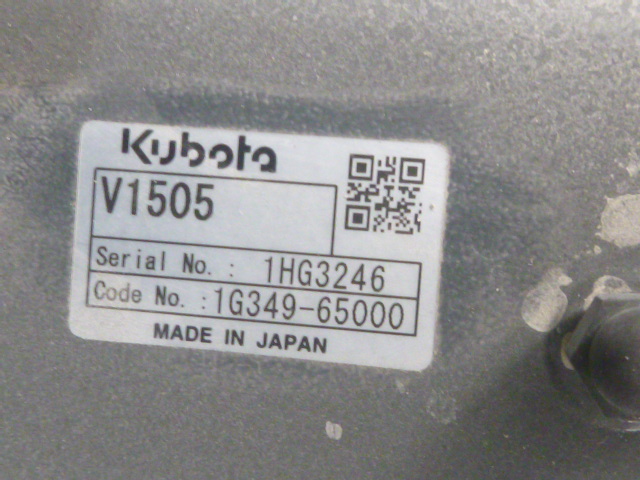 Kubota
V1505
Serial No. : 1HG3246
Code No. : 1G349-65000
MADE IN JAPAN